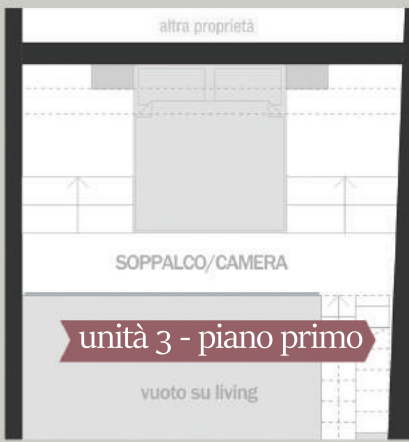 altra proprietà
SOPPALCO/CAMERA
unità 3 - piano primo
vuoto su living